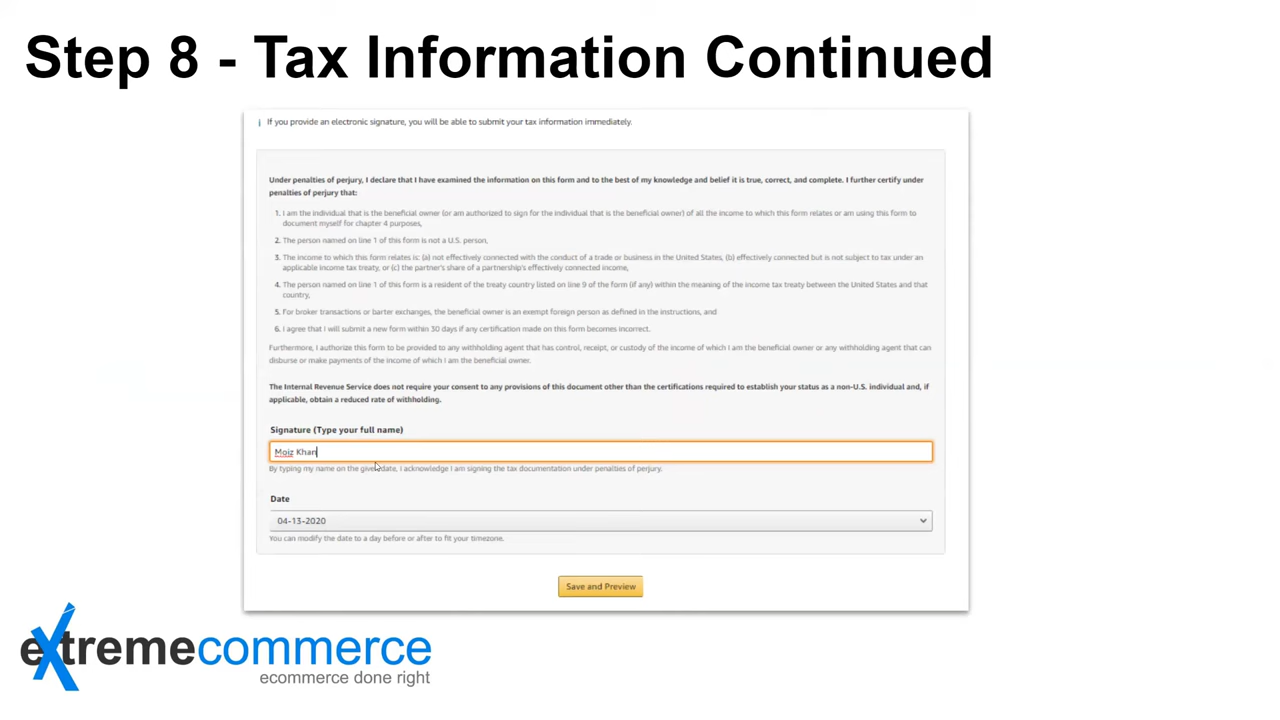 Step 8 - Tax Information Continued
i If you provide an electronic signature, you will be able to submit your tax information immediately.
Under penalties of perjury, I declare that I have examined the information on this form and to the best of my knowledge and belief it is true, correct, and complete. I further certify under
penalties of perjury that:
1. I am the individual that is the beneficial owner (or am authorized to sign for the individual that is the beneficial owner) of all the income to which this form relates or am using this form to
document myself for chapter 4 purposes,
2. The person named on line 1 of this form is not a U.S. person,
3. The income to which this form relates is: (a) not effectively connected with the conduct of a trade or business in the United States, (b) effectively connected but is not subject to tax under an
applicable income tax treaty, or (c) the partner's share of a partnership's effectively connected income,
4. The person named on line 1 of this form is a resident of the treaty country listed on line 9 of the form (if any) within the meaning of the income tax treaty between the United States and that
country,
5. For broker transactions or barter exchanges, the beneficial owner is an exempt foreign person as defined in the instructions, and
6. I agree that I will submit a new form within 30 days if any certification made on this form becomes incorrect.
Furthermore, I authorize this form to be provided to any withholding agent that has control, receipt, or custody of the income of which I am the beneficial owner or any withholding agent that can
disburse or make payments of the income of which I am the beneficial owner.
The Internal Revenue Service does not require your consent to any provisions of this document other than the certifications required to establish your status as a non-U.S. individual and, if
applicable, obtain a reduced rate of withholding.
Signature (Type your full name)
Moiz Khan
By typing my name on the given date, I acknowledge I am signing the tax documentation under penalties of perjury.
Date
04-13-2020
You can modify the date to a day before or after to fit your timezone.
Save and Preview
extremecommerce
ecommerce done right